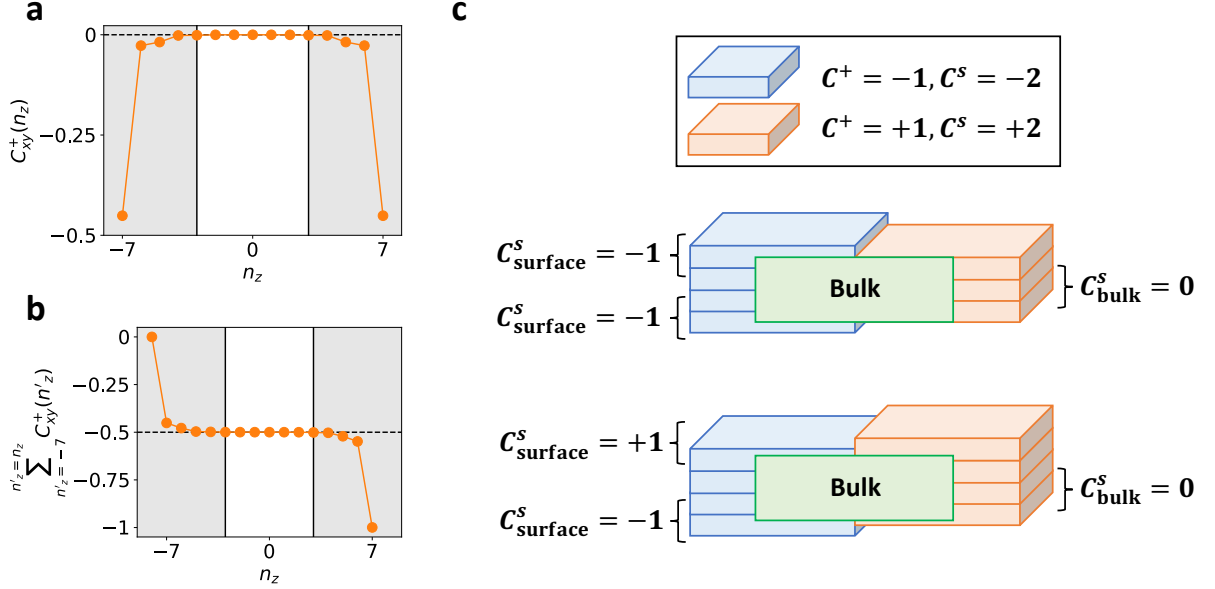 a
0
−0.25
−0.5
C⁺xy(nz)
−7
0
7
nz
b
0
−0.25
−0.5
−0.75
−1
n'z=nz
∑ C⁺xy(n'z)
n'z=−7
−7
0
7
nz
c
C⁺ = −1, Cˢ = −2
C⁺ = +1, Cˢ = +2
Cˢsurface = −1
Cˢsurface = −1
Bulk
Cˢbulk = 0
Cˢsurface = +1
Cˢsurface = −1
Bulk
Cˢbulk = 0